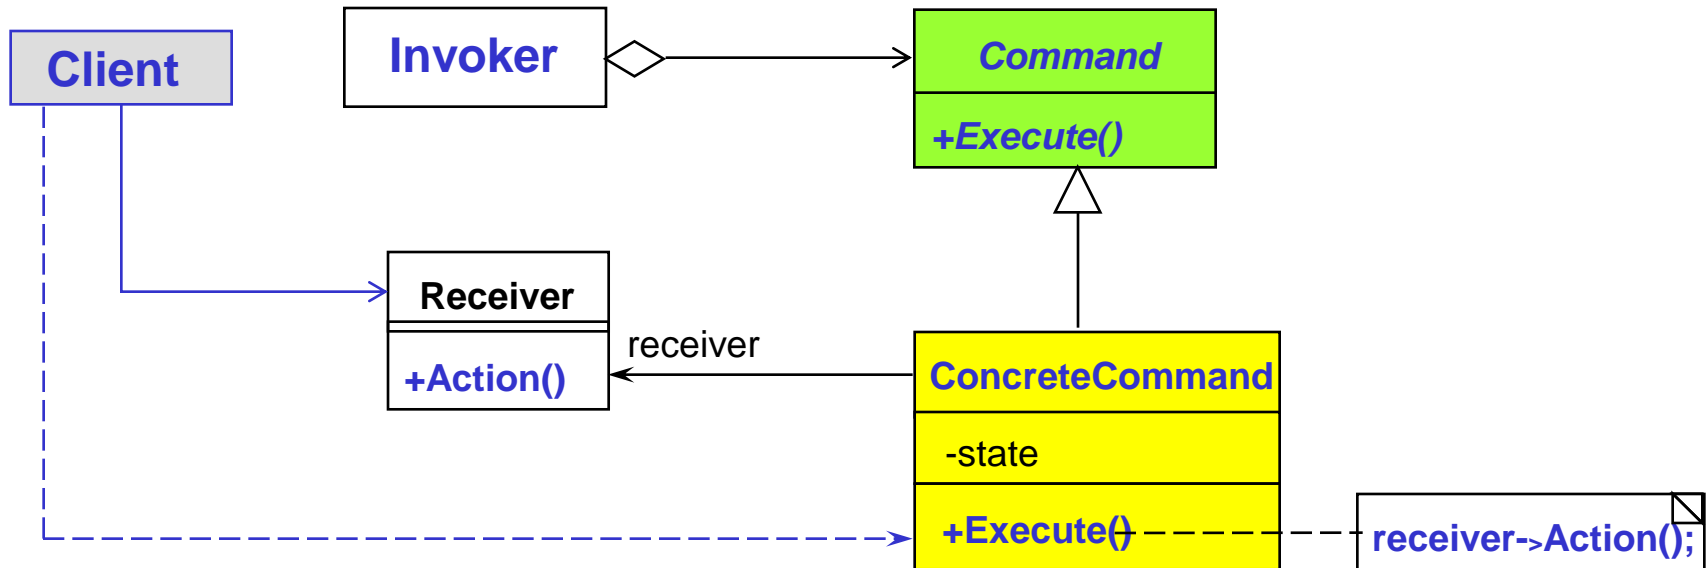 Client
Invoker
Command
+Execute()
Receiver
+Action()
receiver
ConcreteCommand
-state
+Execute()
receiver->Action();